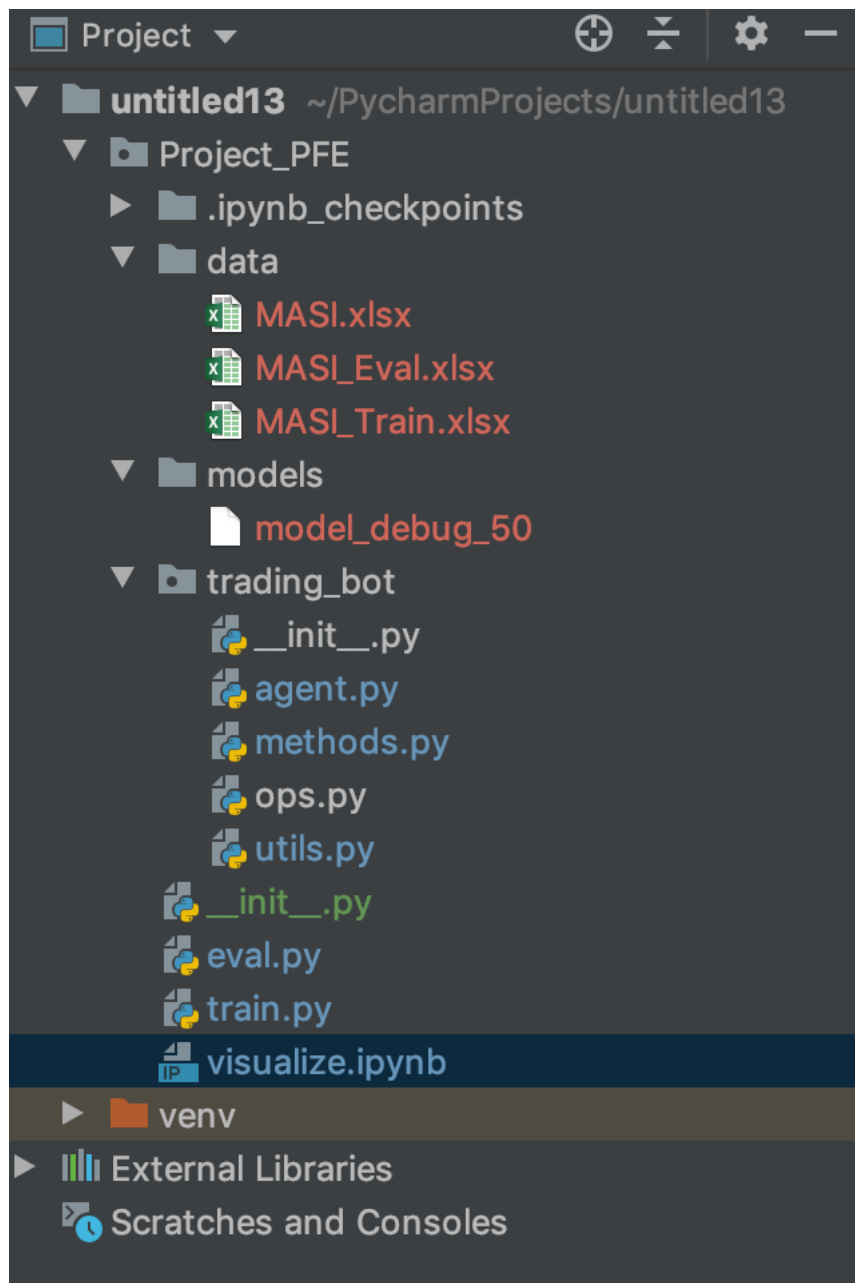 Project
untitled13 ~/PycharmProjects/untitled13
Project_PFE
.ipynb_checkpoints
data
MASI.xlsx
MASI_Eval.xlsx
MASI_Train.xlsx
models
model_debug_50
trading_bot
__init__.py
agent.py
methods.py
ops.py
utils.py
__init__.py
eval.py
train.py
IP visualize.ipynb
venv
External Libraries
Scratches and Consoles